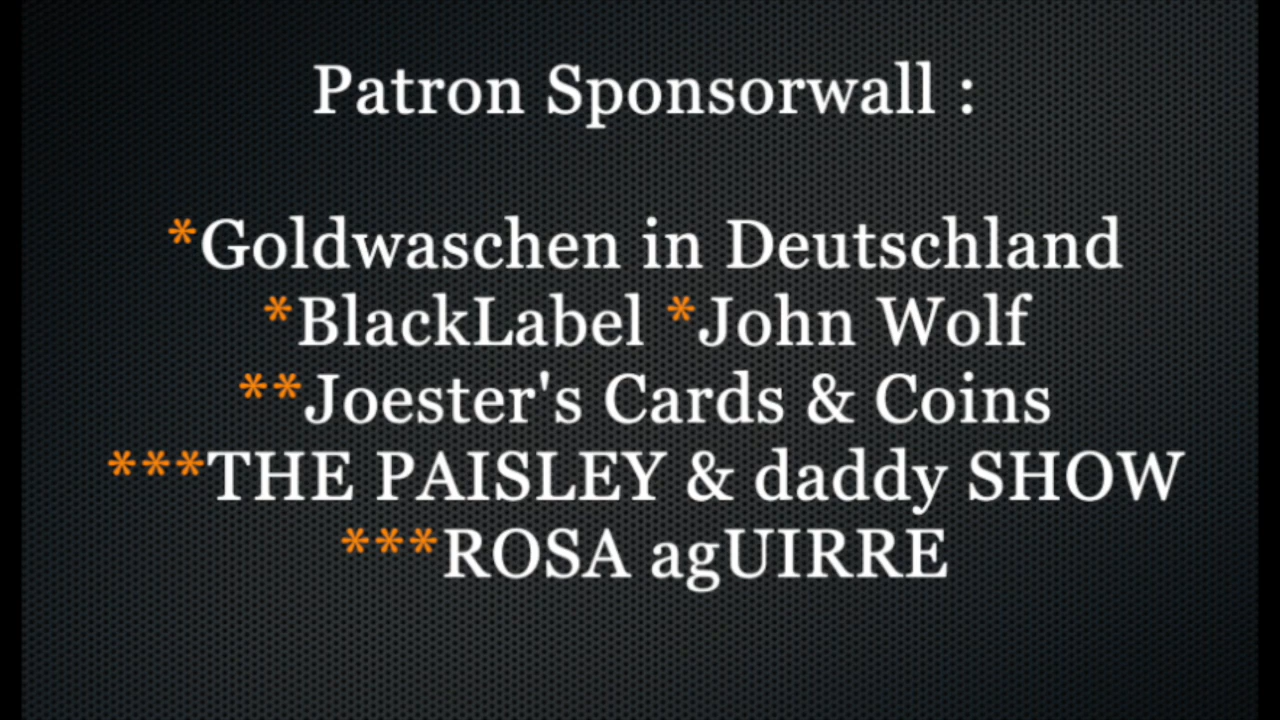 Patron Sponsorwall :
*Goldwaschen in Deutschland
*BlackLabel *John Wolf
**Joester's Cards & Coins
***THE PAISLEY & daddy SHOW
***ROSA agUIRRE